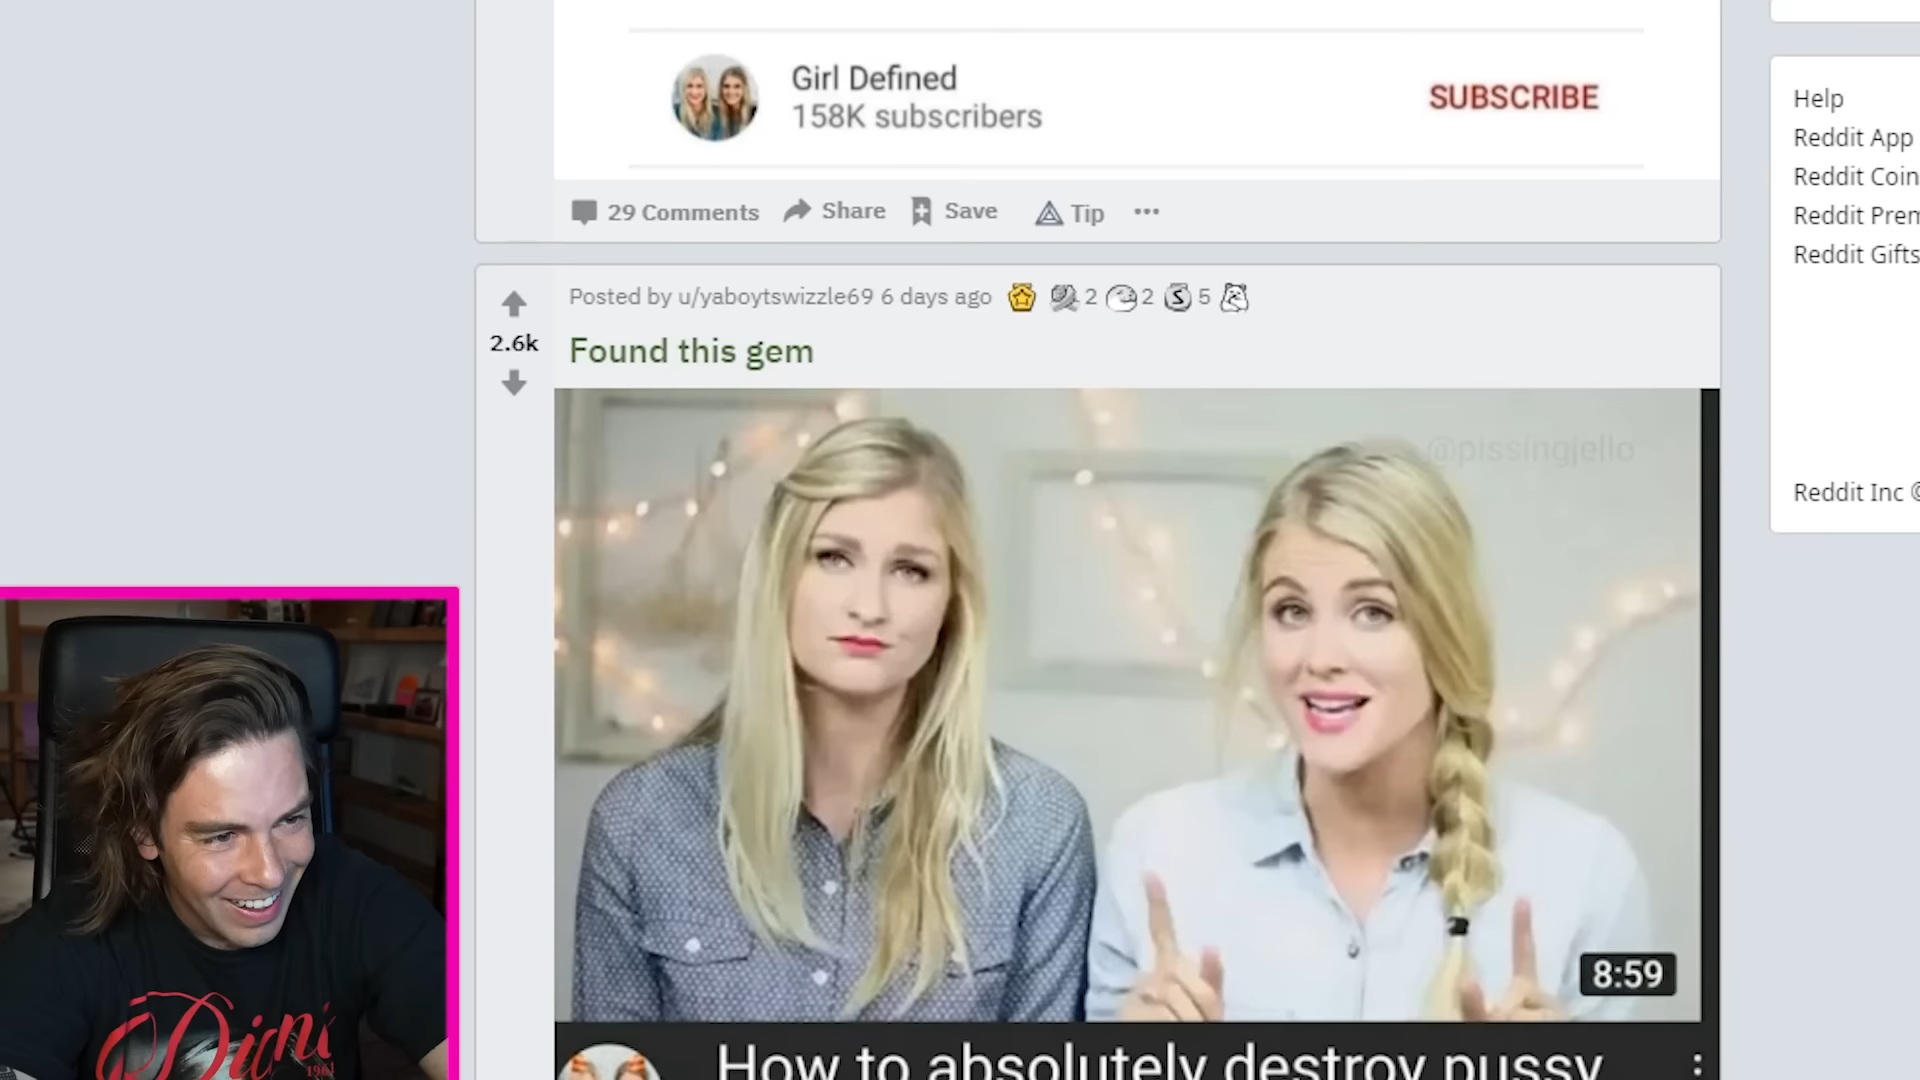 Girl Defined
158K subscribers
SUBSCRIBE
29 Comments
Share
Save
Tip
Posted by u/yaboytswizzle69 6 days ago
2
2
5
2.6k
Found this gem
@pissingjello
8:59
How to absolutely destroy pussy
Help
Reddit App
Reddit Coin
Reddit Prem
Reddit Gifts
Reddit Inc ©
1961